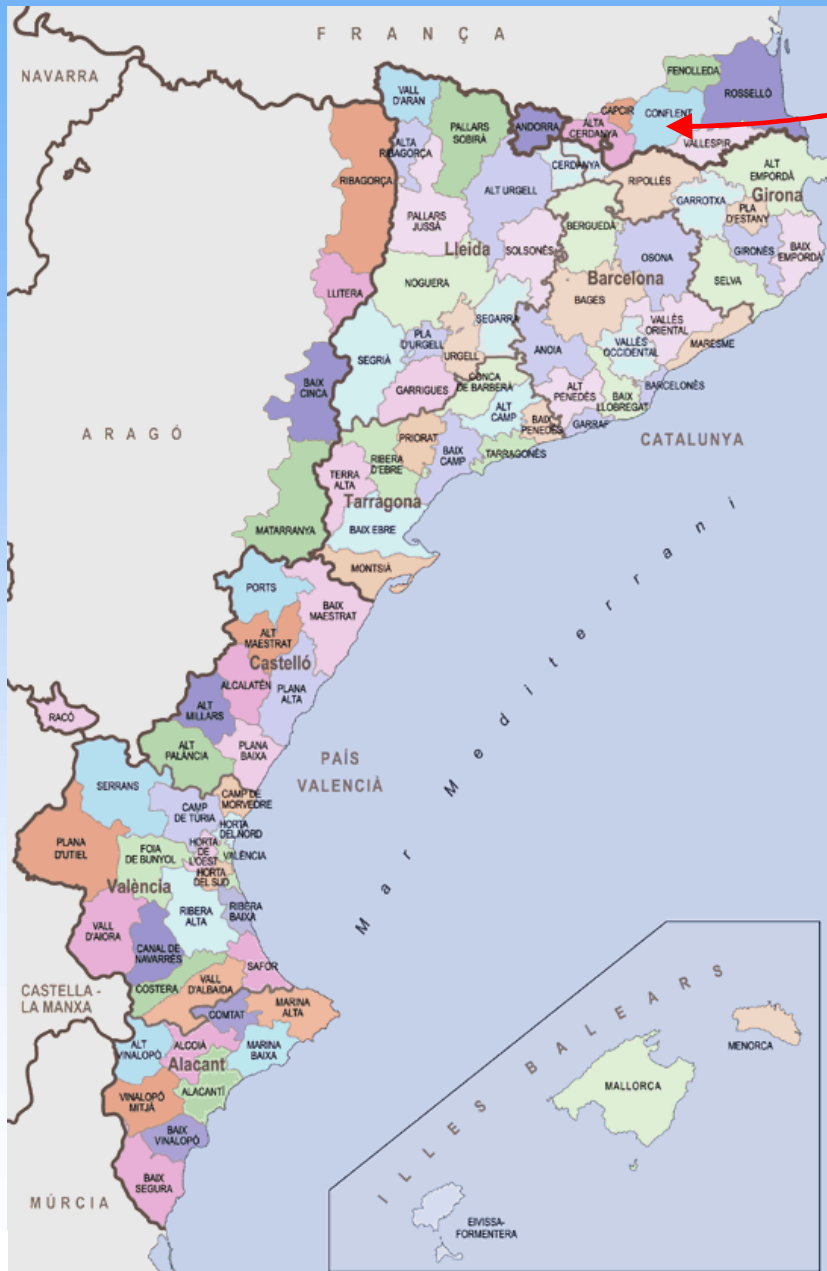 FRANÇA
NAVARRA
FENOLLEDA
VALL
D'ARAN
ROSSELLÓ
CAPCIR
CONFLENT
PALLARS
SOBIRÀ
ANDORRA
ALTA
CERDANYA
ALTA
RIBAGORÇA
VALLESPIR
CERDANYA
ALT
EMPORDÀ
RIBAGORÇA
ALT URGELL
RIPOLLÈS
Girona
GARROTXA
PLA
D'ESTANY
PALLARS
JUSSÀ
BERGUEDÀ
Lleida
SOLSONÈS
OSONA
GIRONÈS
BAIX
EMPORDÀ
Barcelona
NOGUERA
SELVA
LLITERA
BAGES
SEGARRA
VALLÈS
ORIENTAL
PLA
D'URGELL
SEGRIÀ
URGELL
ANOIA
VALLÈS
OCCIDENTAL
MARESME
BAIX
CINCA
GARRIGUES
CONCA
DE BARBERÀ
ALT
PENEDÈS
BARCELONÈS
BAIX
LLOBREGAT
ALT
CAMP
BAIX
PENEDÈS
GARRAF
ARAGÓ
PRIORAT
CATALUNYA
RIBERA
D'EBRE
BAIX
CAMP
TARRAGONÈS
TERRA
ALTA
Tarragona
MATARRANYA
BAIX EBRE
MONTSIÀ
PORTS
BAIX
MAESTRAT
ALT
MAESTRAT
Castelló
ALCALATÉN
PLANA
ALTA
ALT
MILLARS
RACÓ
ALT
PALÀNCIA
PLANA
BAIXA
PAÍS
VALENCIÀ
Mar Mediterrani
SERRANS
CAMP DE
MORVEDRE
CAMP
DE TÚRIA
HORTA
DEL NORD
PLANA
D'UTIEL
FOIA
DE BUNYOL
HORTA
DE
L'OEST
VALÈNCIA
HORTA
DEL SUD
València
RIBERA
ALTA
RIBERA
BAIXA
VALL
D'AIORA
CANAL DE
NAVARRÉS
SAFOR
CASTELLA -
LA MANXA
COSTERA
VALL
D'ALBAIDA
MARINA
ALTA
COMTAT
ALT
VINALOPÓ
ALCOIÀ
MARINA
BAIXA
Alacant
VINALOPÓ
MITJÀ
ALACANTÍ
BAIX
VINALOPÓ
BAIX
SEGURA
MÚRCIA
ILLES BALEARS
MENORCA
MALLORCA
EIVISSA-
FORMENTERA